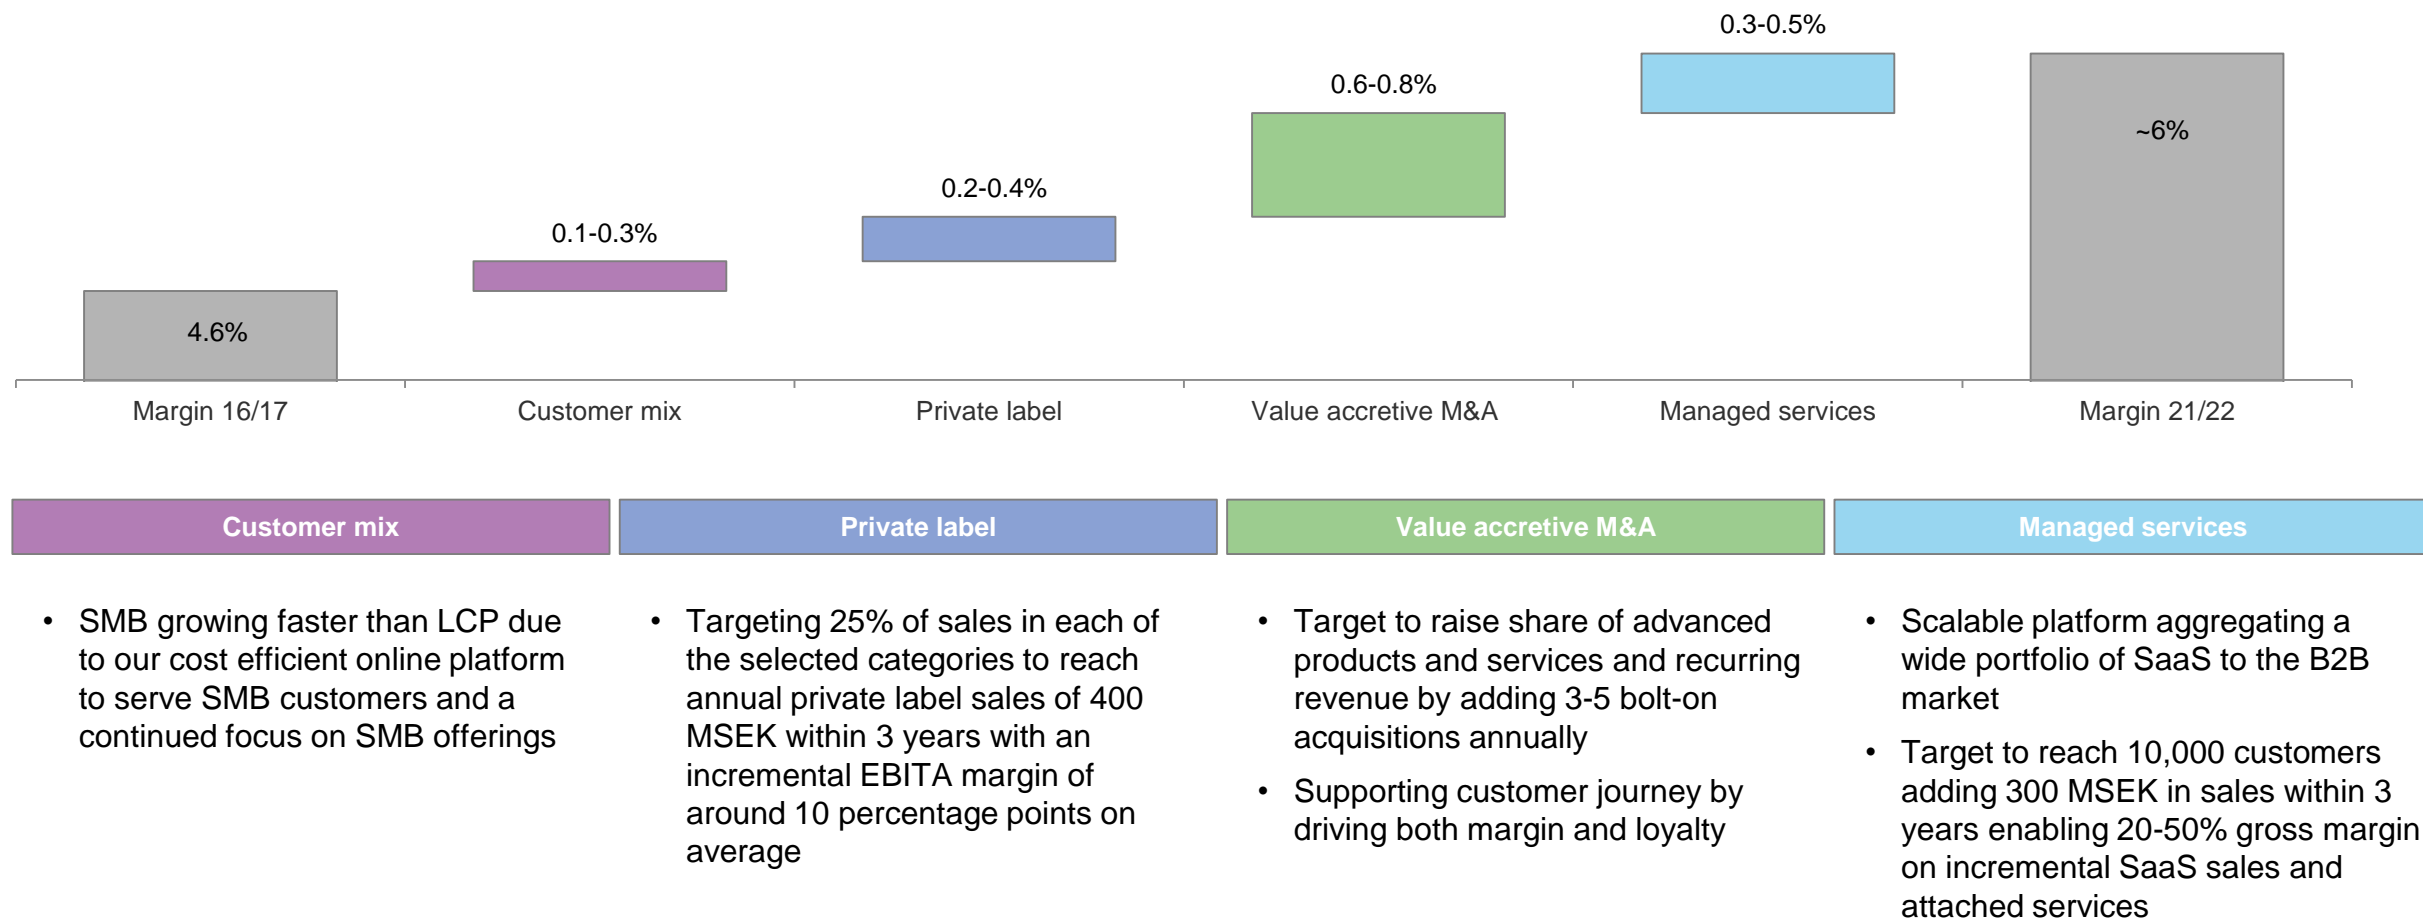 0.3-0.5%
0.6-0.8%
~6%
0.2-0.4%
0.1-0.3%
4.6%
Margin 16/17
Customer mix
Private label
Value accretive M&A
Managed services
Margin 21/22
Customer mix
• SMB growing faster than LCP due
to our cost efficient online platform
to serve SMB customers and a
continued focus on SMB offerings
Private label
• Targeting 25% of sales in each of
the selected categories to reach
annual private label sales of 400
MSEK within 3 years with an
incremental EBITA margin of
around 10 percentage points on
average
Value accretive M&A
• Target to raise share of advanced
products and services and recurring
revenue by adding 3-5 bolt-on
acquisitions annually
• Supporting customer journey by
driving both margin and loyalty
Managed services
• Scalable platform aggregating a
wide portfolio of SaaS to the B2B
market
• Target to reach 10,000 customers
adding 300 MSEK in sales within 3
years enabling 20-50% gross margin
on incremental SaaS sales and
attached services